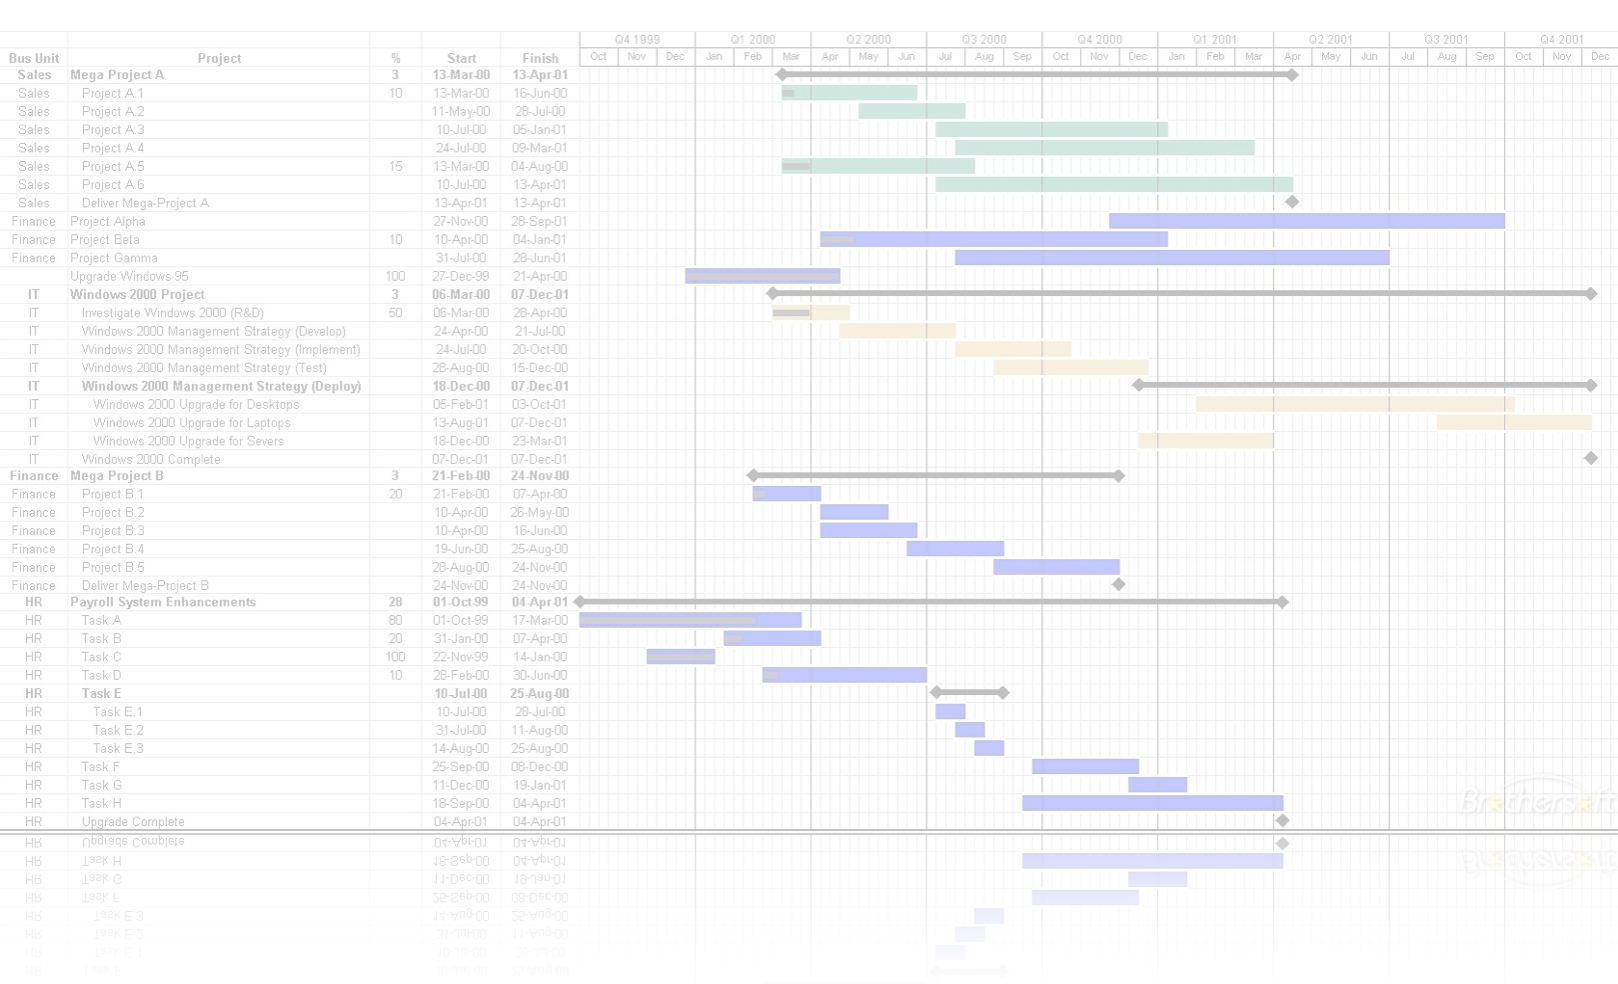 Q4 1999 Q1 2000 Q2 2000 Q3 2000 Q4 2000 Q1 2001 Q2 2001 Q3 2001 Q4 2001
Bus Unit Project % Start Finish Oct Nov Dec Jan Feb Mar Apr May Jun Jul Aug Sep Oct Nov Dec Jan Feb Mar Apr May Jun Jul Aug Sep Oct Nov Dec
Sales Mega Project A 3 13-Mar-00 13-Apr-01
Sales Project A.1 10 13-Mar-00 16-Jun-00
Sales Project A.2 11-May-00 28-Jul-00
Sales Project A.3 10-Jul-00 05-Jan-01
Sales Project A.4 24-Jul-00 09-Mar-01
Sales Project A.5 15 13-Mar-00 04-Aug-00
Sales Project A.6 10-Jul-00 13-Apr-01
Sales Deliver Mega-Project A 13-Apr-01 13-Apr-01
Finance Project Alpha 27-Nov-00 28-Sep-01
Finance Project Beta 10 10-Apr-00 04-Jan-01
Finance Project Gamma 31-Jul-00 28-Jun-01
Upgrade Windows 95 100 27-Dec-99 21-Apr-00
IT Windows 2000 Project 3 06-Mar-00 07-Dec-01
IT Investigate Windows 2000 (R&D) 50 06-Mar-00 28-Apr-00
IT Windows 2000 Management Strategy (Develop) 24-Apr-00 21-Jul-00
IT Windows 2000 Management Strategy (Implement) 24-Jul-00 20-Oct-00
IT Windows 2000 Management Strategy (Test) 28-Aug-00 15-Dec-00
IT Windows 2000 Management Strategy (Deploy) 18-Dec-00 07-Dec-01
IT Windows 2000 Upgrade for Desktops 05-Feb-01 03-Oct-01
IT Windows 2000 Upgrade for Laptops 13-Aug-01 07-Dec-01
IT Windows 2000 Upgrade for Severs 18-Dec-00 23-Mar-01
IT Windows 2000 Complete 07-Dec-01 07-Dec-01
Finance Mega Project B 3 21-Feb-00 24-Nov-00
Finance Project B.1 20 21-Feb-00 07-Apr-00
Finance Project B.2 10-Apr-00 26-May-00
Finance Project B.3 10-Apr-00 16-Jun-00
Finance Project B.4 19-Jun-00 25-Aug-00
Finance Project B.5 28-Aug-00 24-Nov-00
Finance Deliver Mega-Project B 24-Nov-00 24-Nov-00
HR Payroll System Enhancements 28 01-Oct-99 04-Apr-01
HR Task A 80 01-Oct-99 17-Mar-00
HR Task B 20 31-Jan-00 07-Apr-00
HR Task C 100 22-Nov-99 14-Jan-00
HR Task D 10 28-Feb-00 30-Jun-00
HR Task E 10-Jul-00 25-Aug-00
HR Task E.1 10-Jul-00 28-Jul-00
HR Task E.2 31-Jul-00 11-Aug-00
HR Task E.3 14-Aug-00 25-Aug-00
HR Task F 25-Sep-00 08-Dec-00
HR Task G 11-Dec-00 19-Jan-01
HR Task H 18-Sep-00 04-Apr-01
Brothersoft
HR Upgrade Complete 04-Apr-01 04-Apr-01